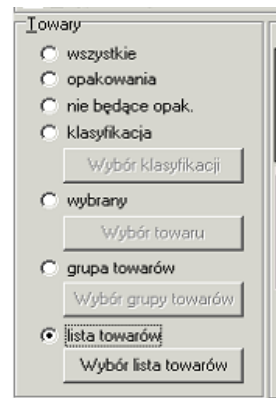 Towary
wszystkie
opakowania
nie będące opak.
klasyfikacja
Wybór klasyfikacji
wybrany
Wybór towaru
grupa towarów
Wybór grupy towarów
lista towarów
Wybór lista towarów